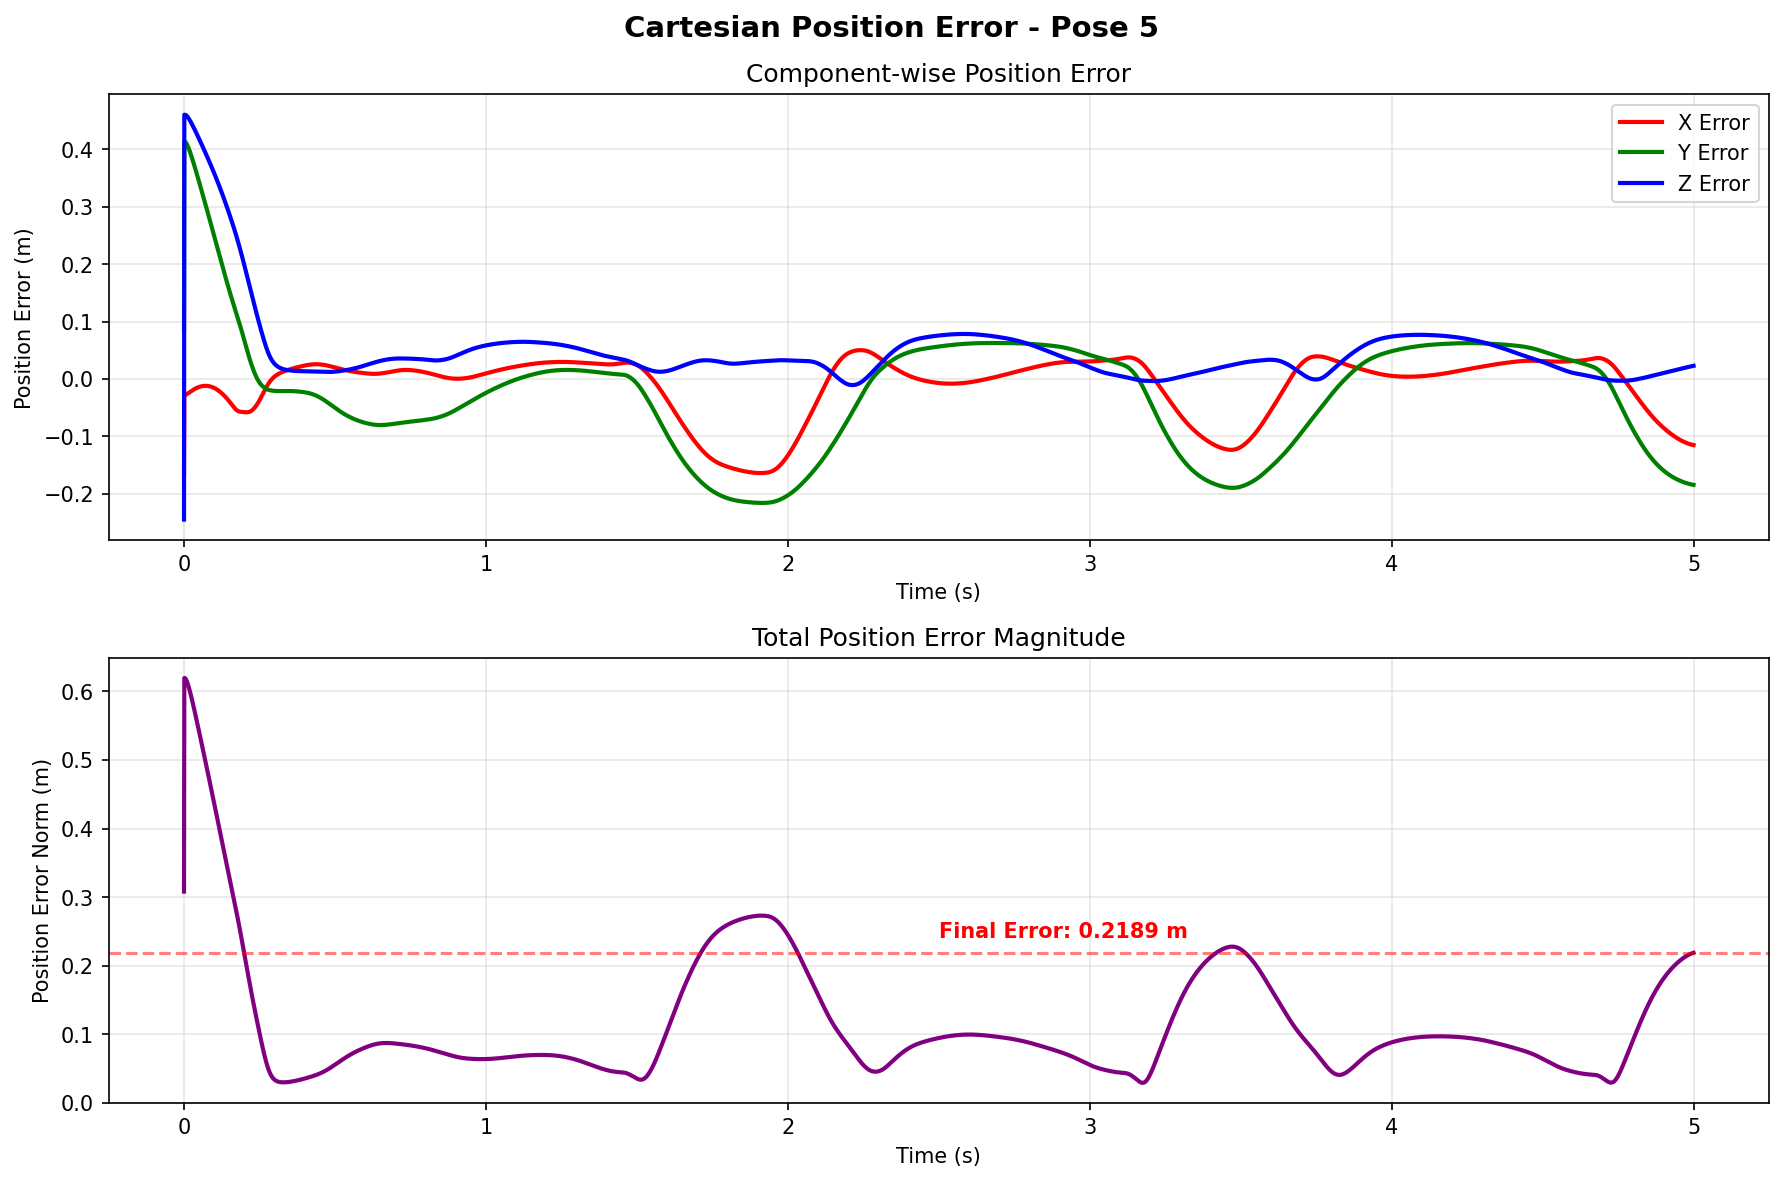 Cartesian Position Error - Pose 5
Component-wise Position Error
Position Error (m)
0.4
0.3
0.2
0.1
0.0
−0.1
−0.2
X Error
Y Error
Z Error
0 1 2 3 4 5
Time (s)
Total Position Error Magnitude
Position Error Norm (m)
0.6
0.5
0.4
0.3
0.2
0.1
0.0
Final Error: 0.2189 m
0 1 2 3 4 5
Time (s)